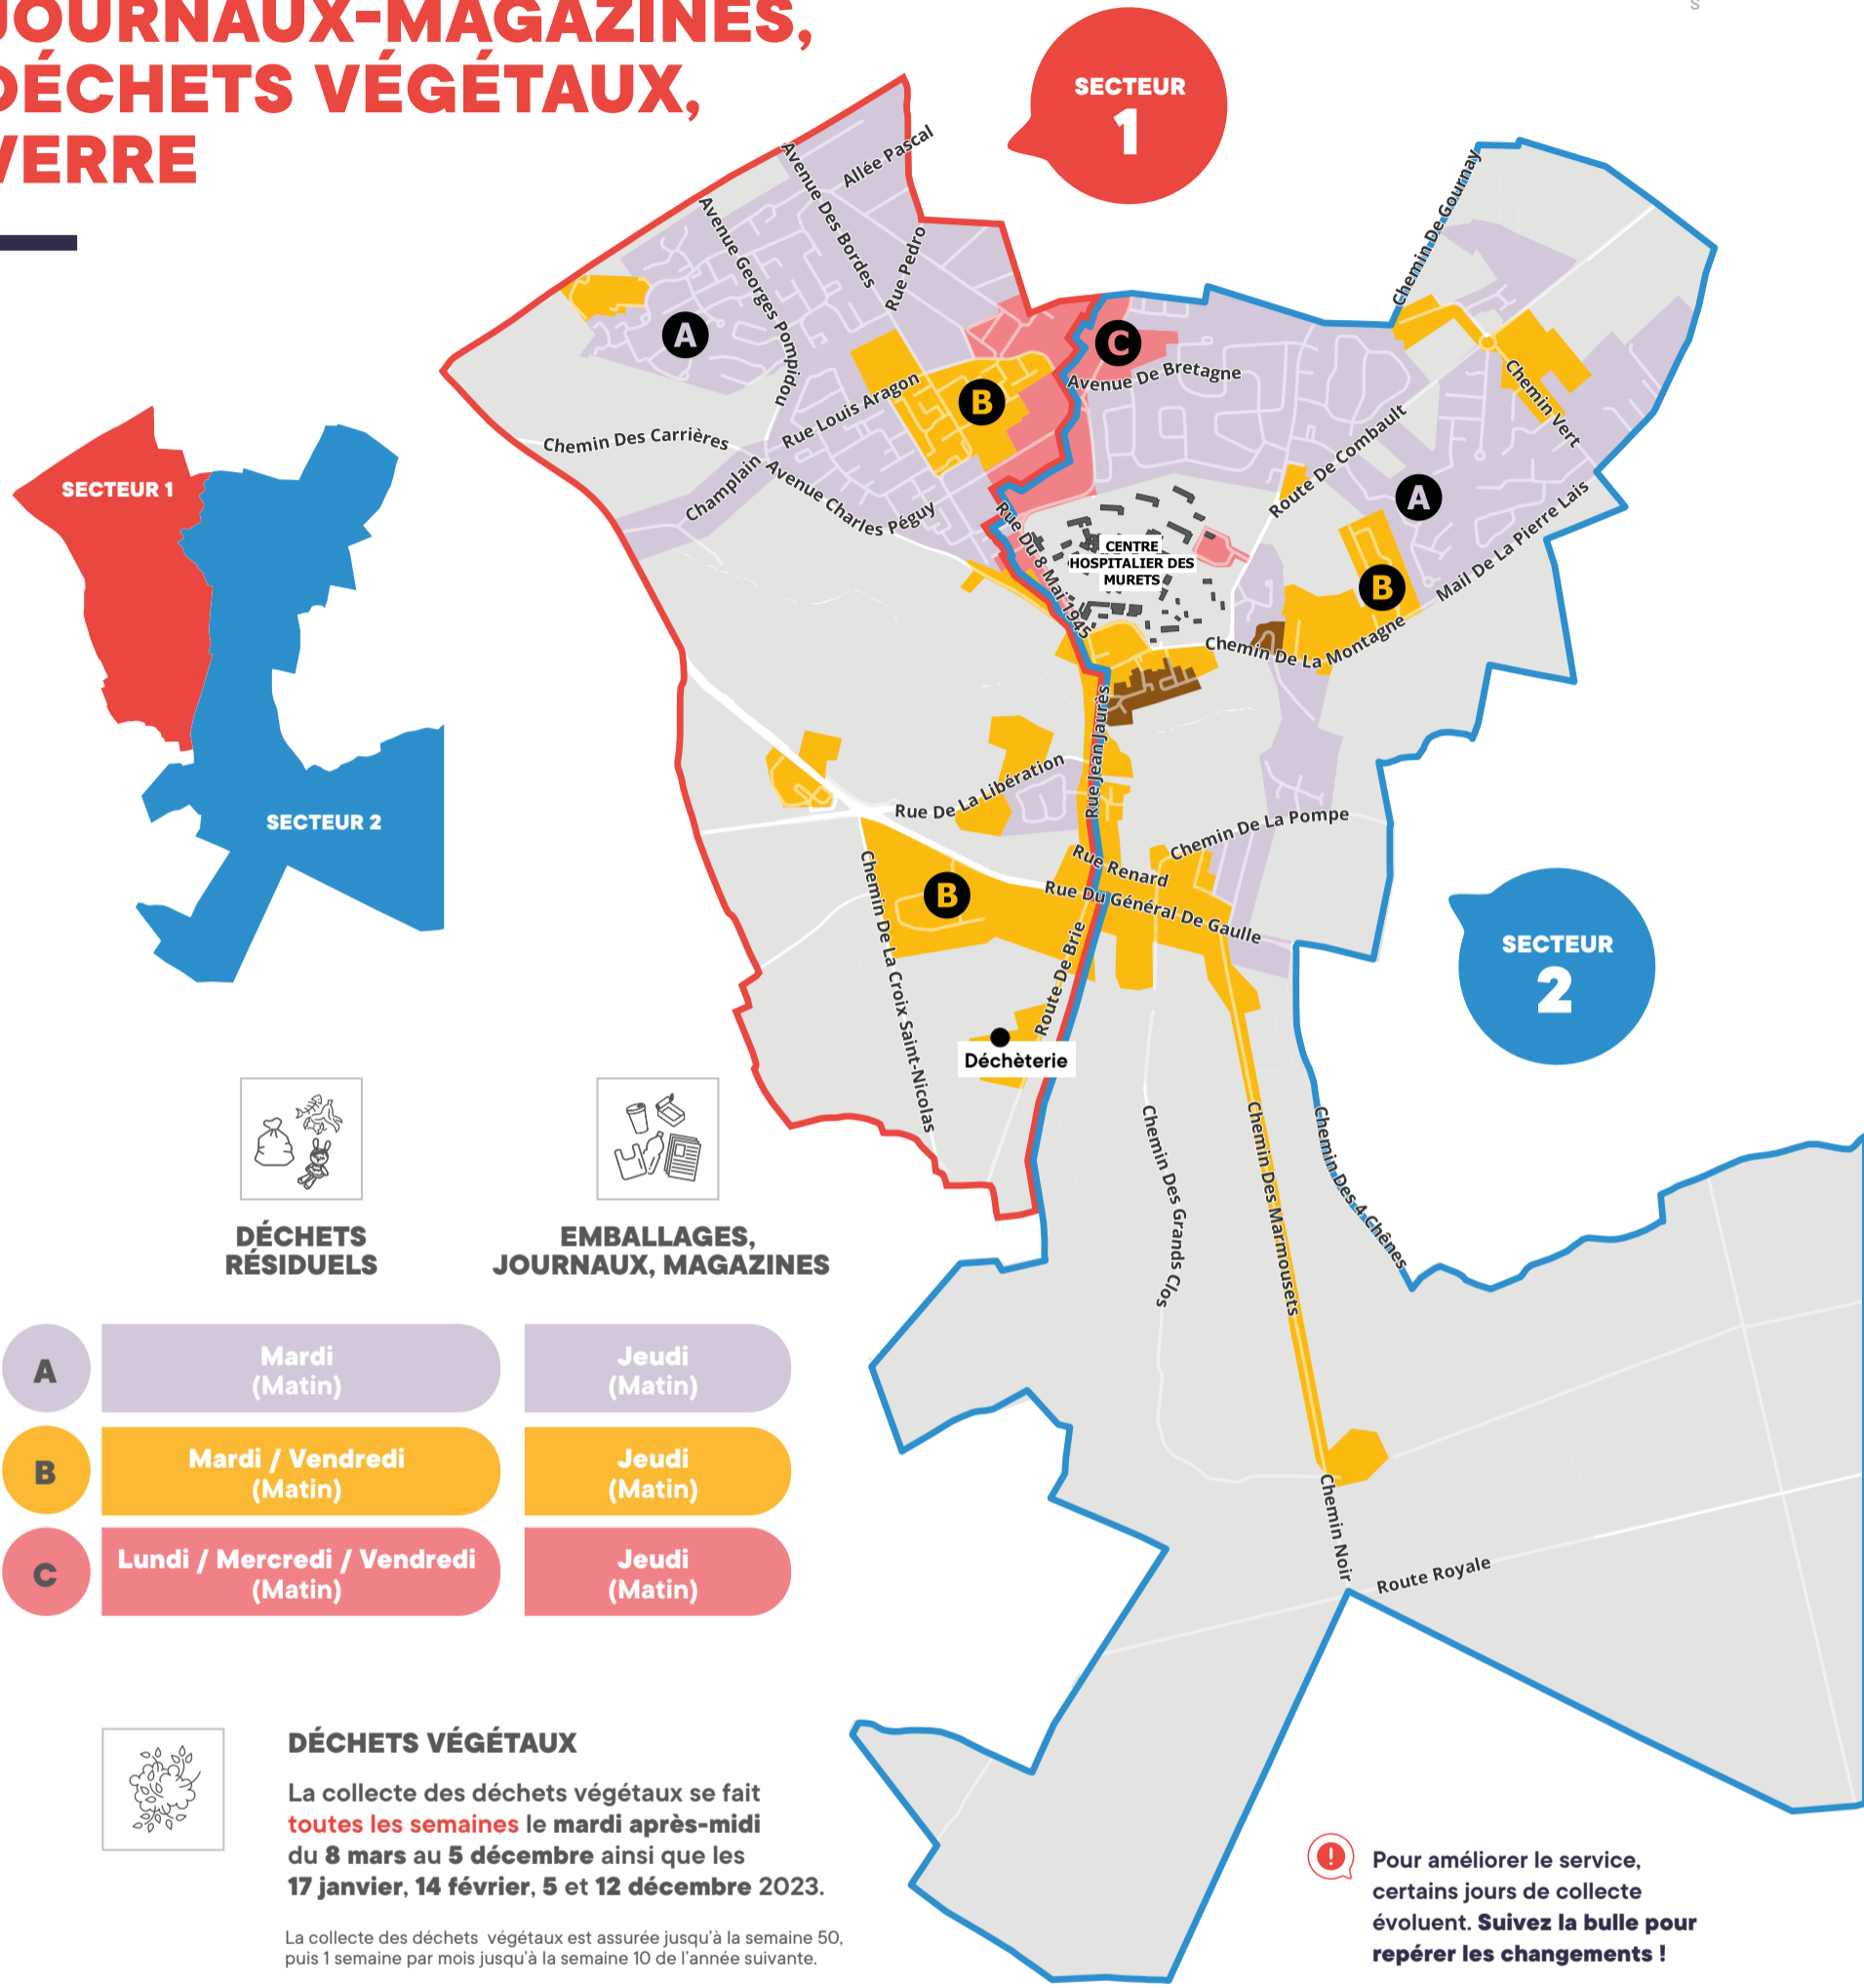 JOURNAUX-MAGAZINES,
DÉCHETS VÉGÉTAUX,
VERRE
S
SECTEUR
1
Allée Pascal
Avenue Des Bordes
Avenue Georges Pompidou
Rue Pedro
A
Rue Louis Aragon
B
C
Avenue De Bretagne
Chemin De Gournay
Chemin Vert
Route De Combault
Chemin Des Carrières
Champlain
Avenue Charles Péguy
A
Mail De La Pierre Lais
Rue Du 8 Mai 1945
CENTRE
HOSPITALIER DES
MURETS
B
Chemin De La Montagne
SECTEUR 1
SECTEUR 2
Rue Jean Jaurès
Rue De La Libération
Chemin De La Pompe
Rue Renard
Rue Du Général De Gaulle
B
Chemin De La Croix Saint-Nicolas
Route De Brie
Déchèterie
SECTEUR
2
Chemin Des Grands Clos
Chemin Des Marmousets
Chemin Des 4 Chênes
Chemin Noir
Route Royale
DÉCHETS
RÉSIDUELS
EMBALLAGES,
JOURNAUX, MAGAZINES
A
Mardi
(Matin)
Jeudi
(Matin)
B
Mardi / Vendredi
(Matin)
Jeudi
(Matin)
C
Lundi / Mercredi / Vendredi
(Matin)
Jeudi
(Matin)
DÉCHETS VÉGÉTAUX
La collecte des déchets végétaux se fait
toutes les semaines le mardi après-midi
du 8 mars au 5 décembre ainsi que les
17 janvier, 14 février, 5 et 12 décembre 2023.
La collecte des déchets végétaux est assurée jusqu'à la semaine 50,
puis 1 semaine par mois jusqu'à la semaine 10 de l'année suivante.
!
Pour améliorer le service,
certains jours de collecte
évoluent. Suivez la bulle pour
repérer les changements !